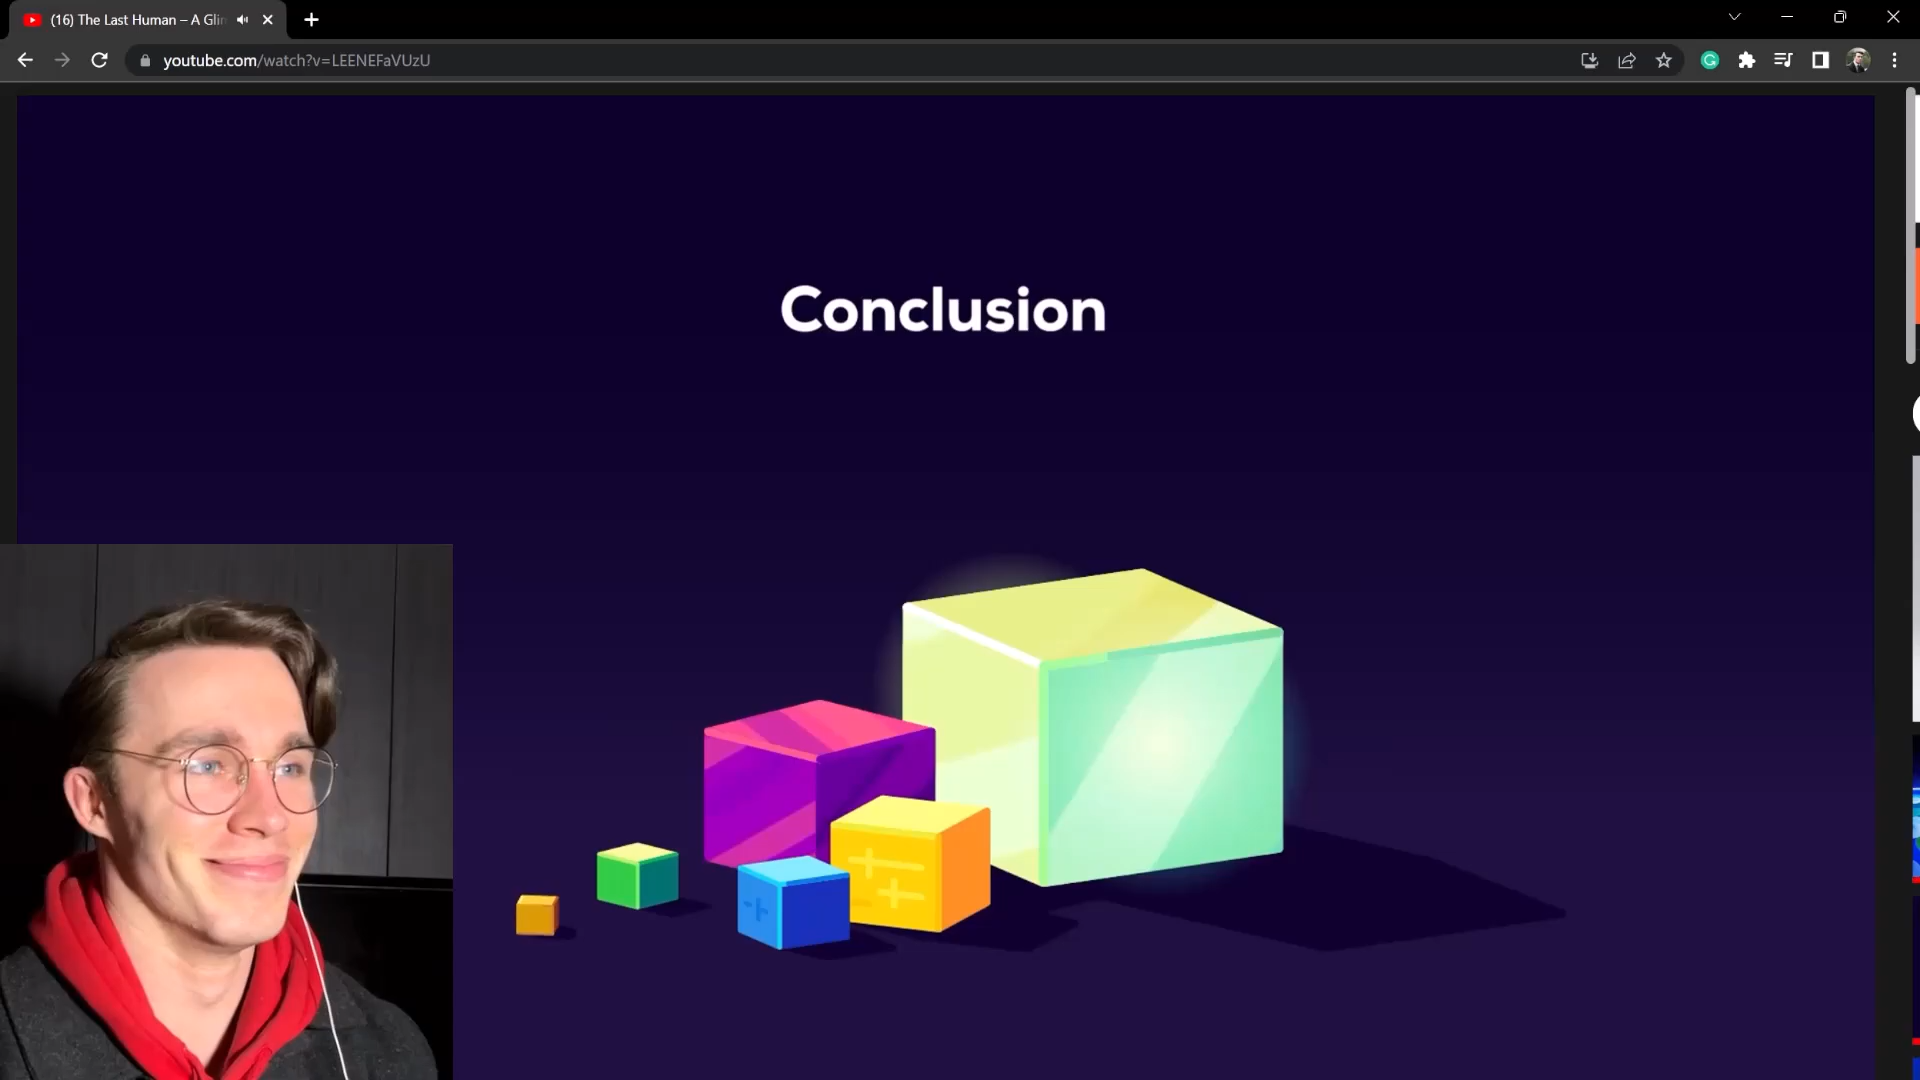 (16) The Last Human – A Gli
youtube.com/watch?v=LEENEFaVUzU
Conclusion